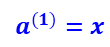 a⁽¹⁾ = x